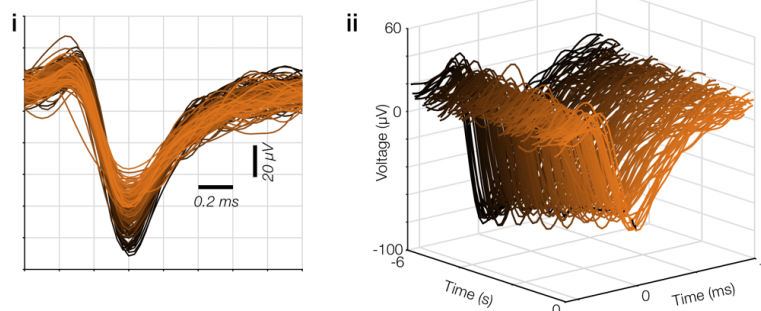 i
20 μV
0.2 ms
ii
60
0
-100
Voltage (μV)
-6
Time (s)
0
0
Time (ms)